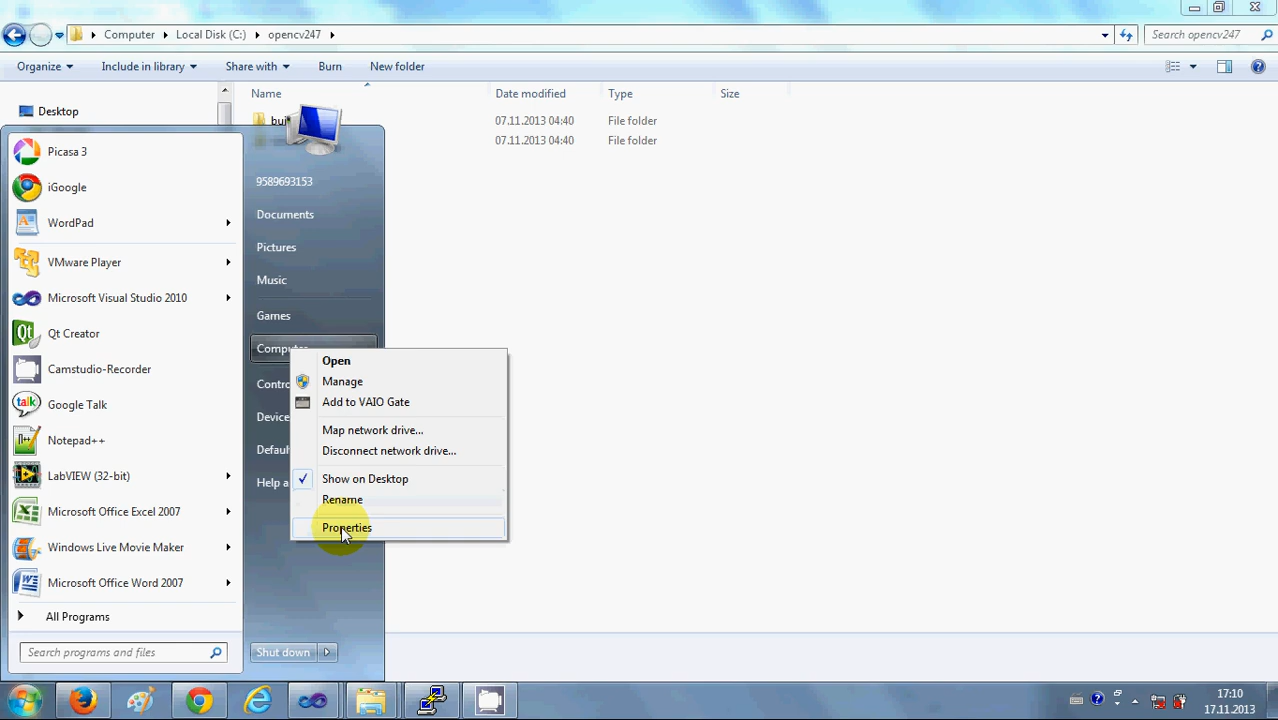 Computer
Local Disk (C:)
opencv247
Search opencv247
Organize
Include in library
Share with
Burn
New folder
Desktop
Name
Date modified
Type
Size
07.11.2013 04:40
File folder
07.11.2013 04:40
File folder
Picasa 3
iGoogle
WordPad
VMware Player
Microsoft Visual Studio 2010
Qt Creator
Camstudio-Recorder
Google Talk
Notepad++
LabVIEW (32-bit)
Microsoft Office Excel 2007
Windows Live Movie Maker
Microsoft Office Word 2007
All Programs
Search programs and files
9589693153
Documents
Pictures
Music
Games
Computer
Help a
Shut down
Open
Manage
Add to VAIO Gate
Map network drive...
Disconnect network drive...
Show on Desktop
Rename
Properties
17:10
17.11.2013